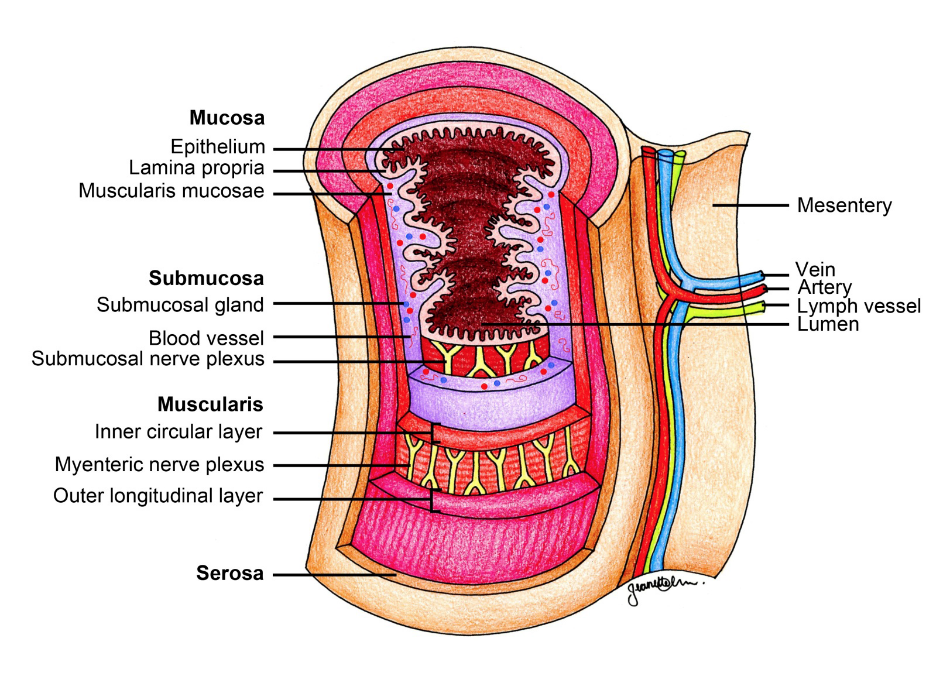 Mucosa
Epithelium
Lamina propria
Muscularis mucosae
Submucosa
Submucosal gland
Blood vessel
Submucosal nerve plexus
Muscularis
Inner circular layer
Myenteric nerve plexus
Outer longitudinal layer
Serosa
Mesentery
Vein
Artery
Lymph vessel
Lumen